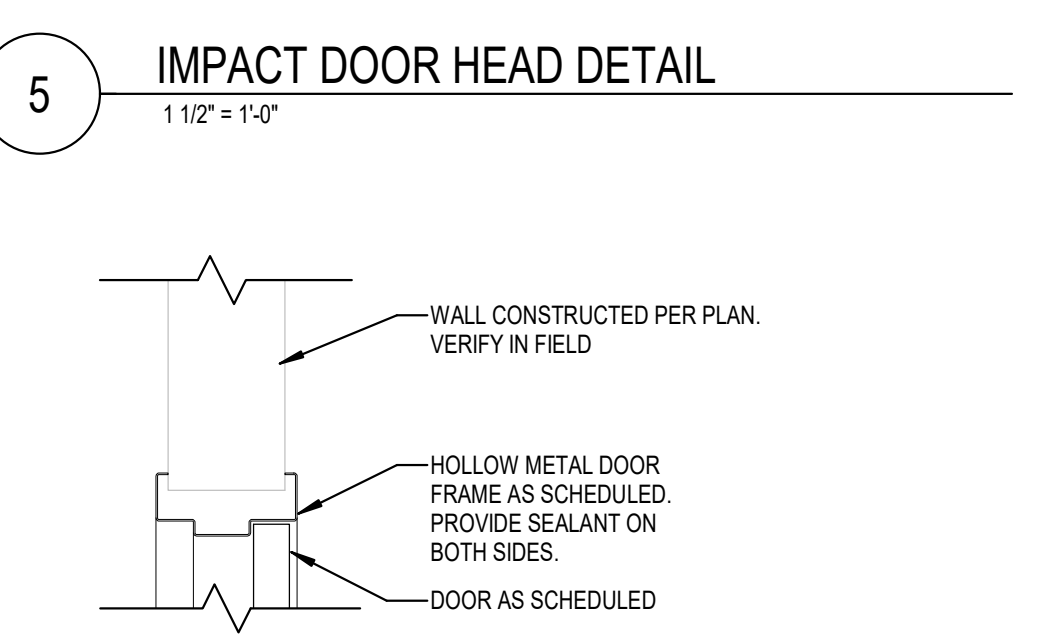 5
IMPACT DOOR HEAD DETAIL
1 1/2" = 1'-0"
WALL CONSTRUCTED PER PLAN.
VERIFY IN FIELD
HOLLOW METAL DOOR
FRAME AS SCHEDULED.
PROVIDE SEALANT ON
BOTH SIDES.
DOOR AS SCHEDULED